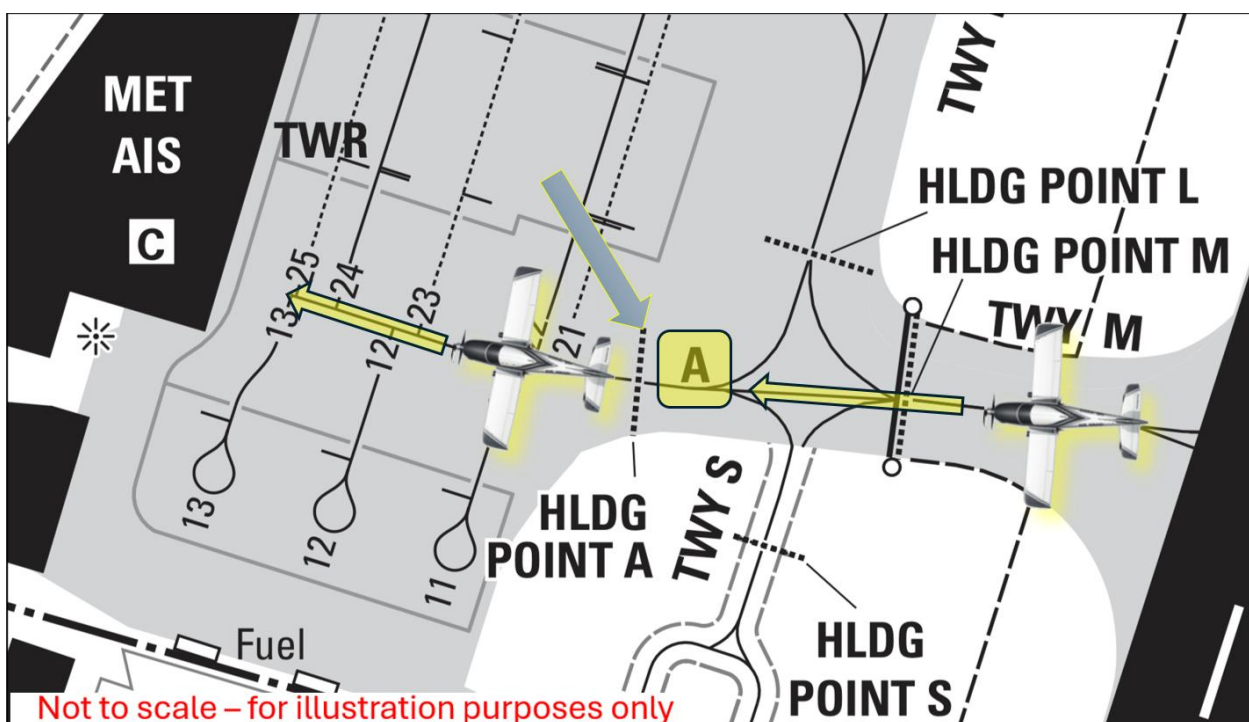 MET
AIS
C
TWR
TWY
TWY
HLDG POINT L
HLDG POINT M
TWY M
A
25
24
23
21
13
12
13
12
11
HLDG
POINT A
TWY S
HLDG
POINT S
Fuel
Not to scale – for illustration purposes only